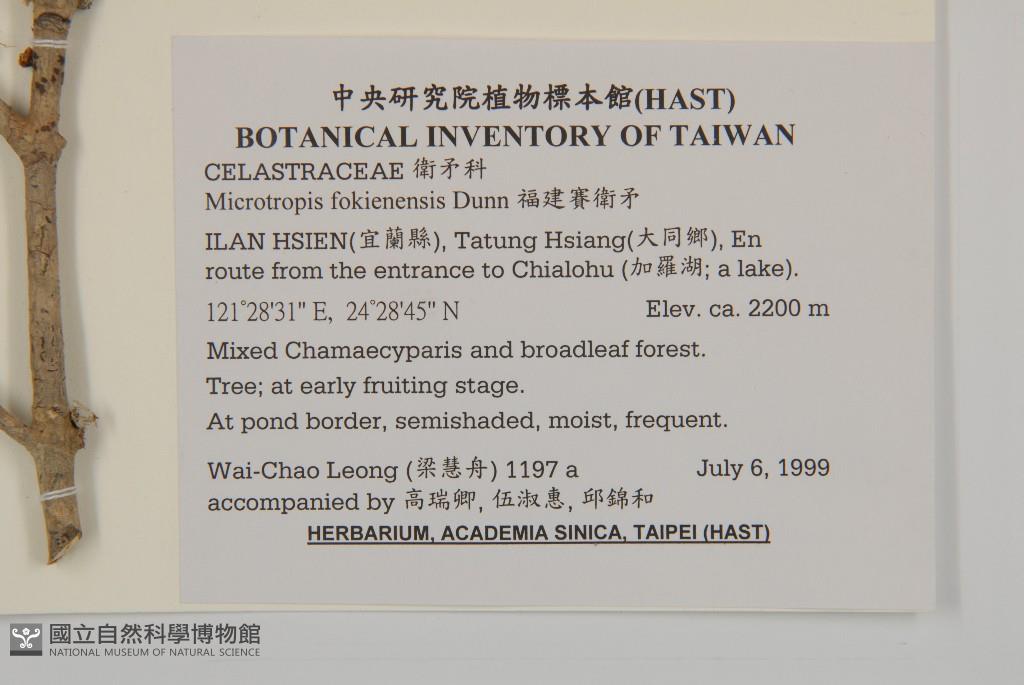 中央研究院植物標本館(HAST)
BOTANICAL INVENTORY OF TAIWAN
CELASTRACEAE 衛矛科
Microtropis fokienensis Dunn 福建賽衛矛
ILAN HSIEN(宜蘭縣), Tatung Hsiang(大同鄉), En
route from the entrance to Chialohu (加羅湖; a lake).
121°28'31" E, 24°28'45" N Elev. ca. 2200 m
Mixed Chamaecyparis and broadleaf forest.
Tree; at early fruiting stage.
At pond border, semishaded, moist, frequent.
Wai-Chao Leong (梁慧舟) 1197 a July 6, 1999
accompanied by 高瑞卿, 伍淑惠, 邱錦和
HERBARIUM, ACADEMIA SINICA, TAIPEI (HAST)
國立自然科學博物館
NATIONAL MUSEUM OF NATURAL SCIENCE